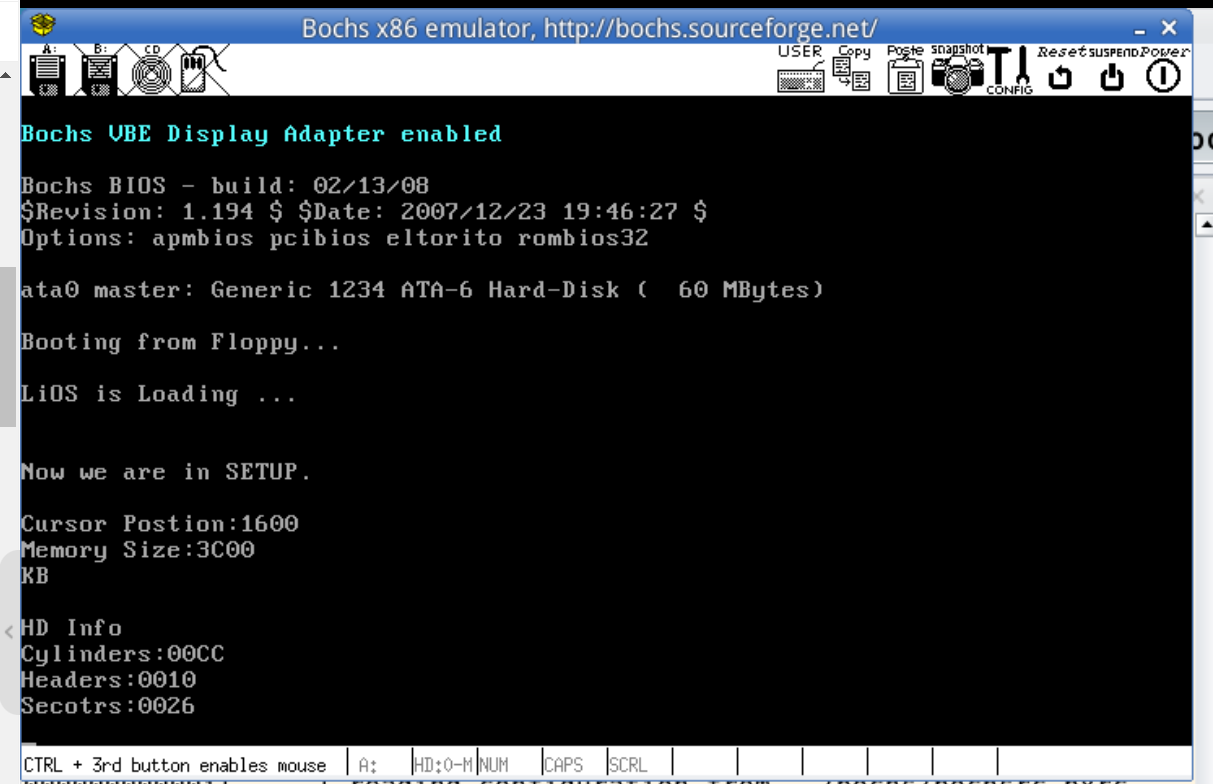 Bochs x86 emulator, http://bochs.sourceforge.net/
A: B: CD USER Copy Paste snapshot CONFIG Reset SUSPEND Power
Bochs VBE Display Adapter enabled
Bochs BIOS - build: 02/13/08
$Revision: 1.194 $ $Date: 2007/12/23 19:46:27 $
Options: apmbios pcibios eltorito rombios32
ata0 master: Generic 1234 ATA-6 Hard-Disk (  60 MBytes)
Booting from Floppy...
LiOS is Loading ...
Now we are in SETUP.
Cursor Postion:1600
Memory Size:3C00
KB
HD Info
Cylinders:00CC
Headers:0010
Secotrs:0026
CTRL + 3rd button enables mouse A: HD:0-M NUM CAPS SCRL